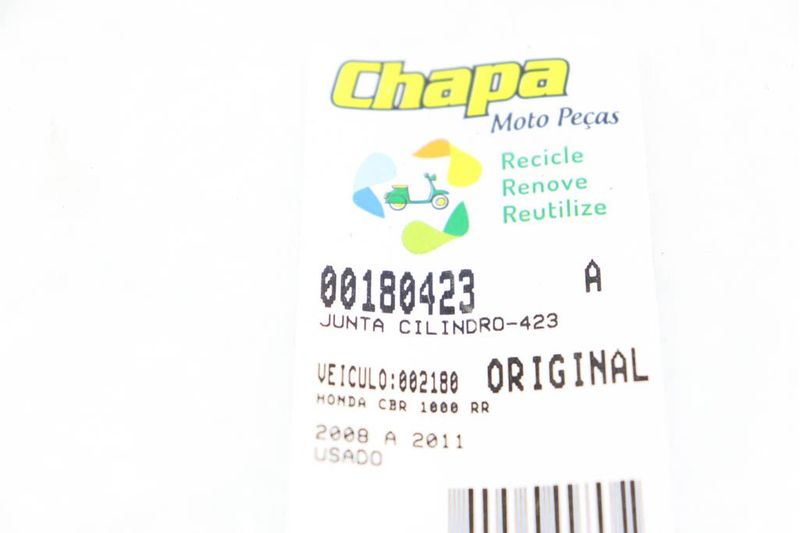 Chapa
Moto Peças
Recicle
Renove
Reutilize
00180423 A
JUNTA CILINDRO-423
VEICULO:002180 ORIGINAL
HONDA CBR 1000 RR
2008 A 2011
USADO